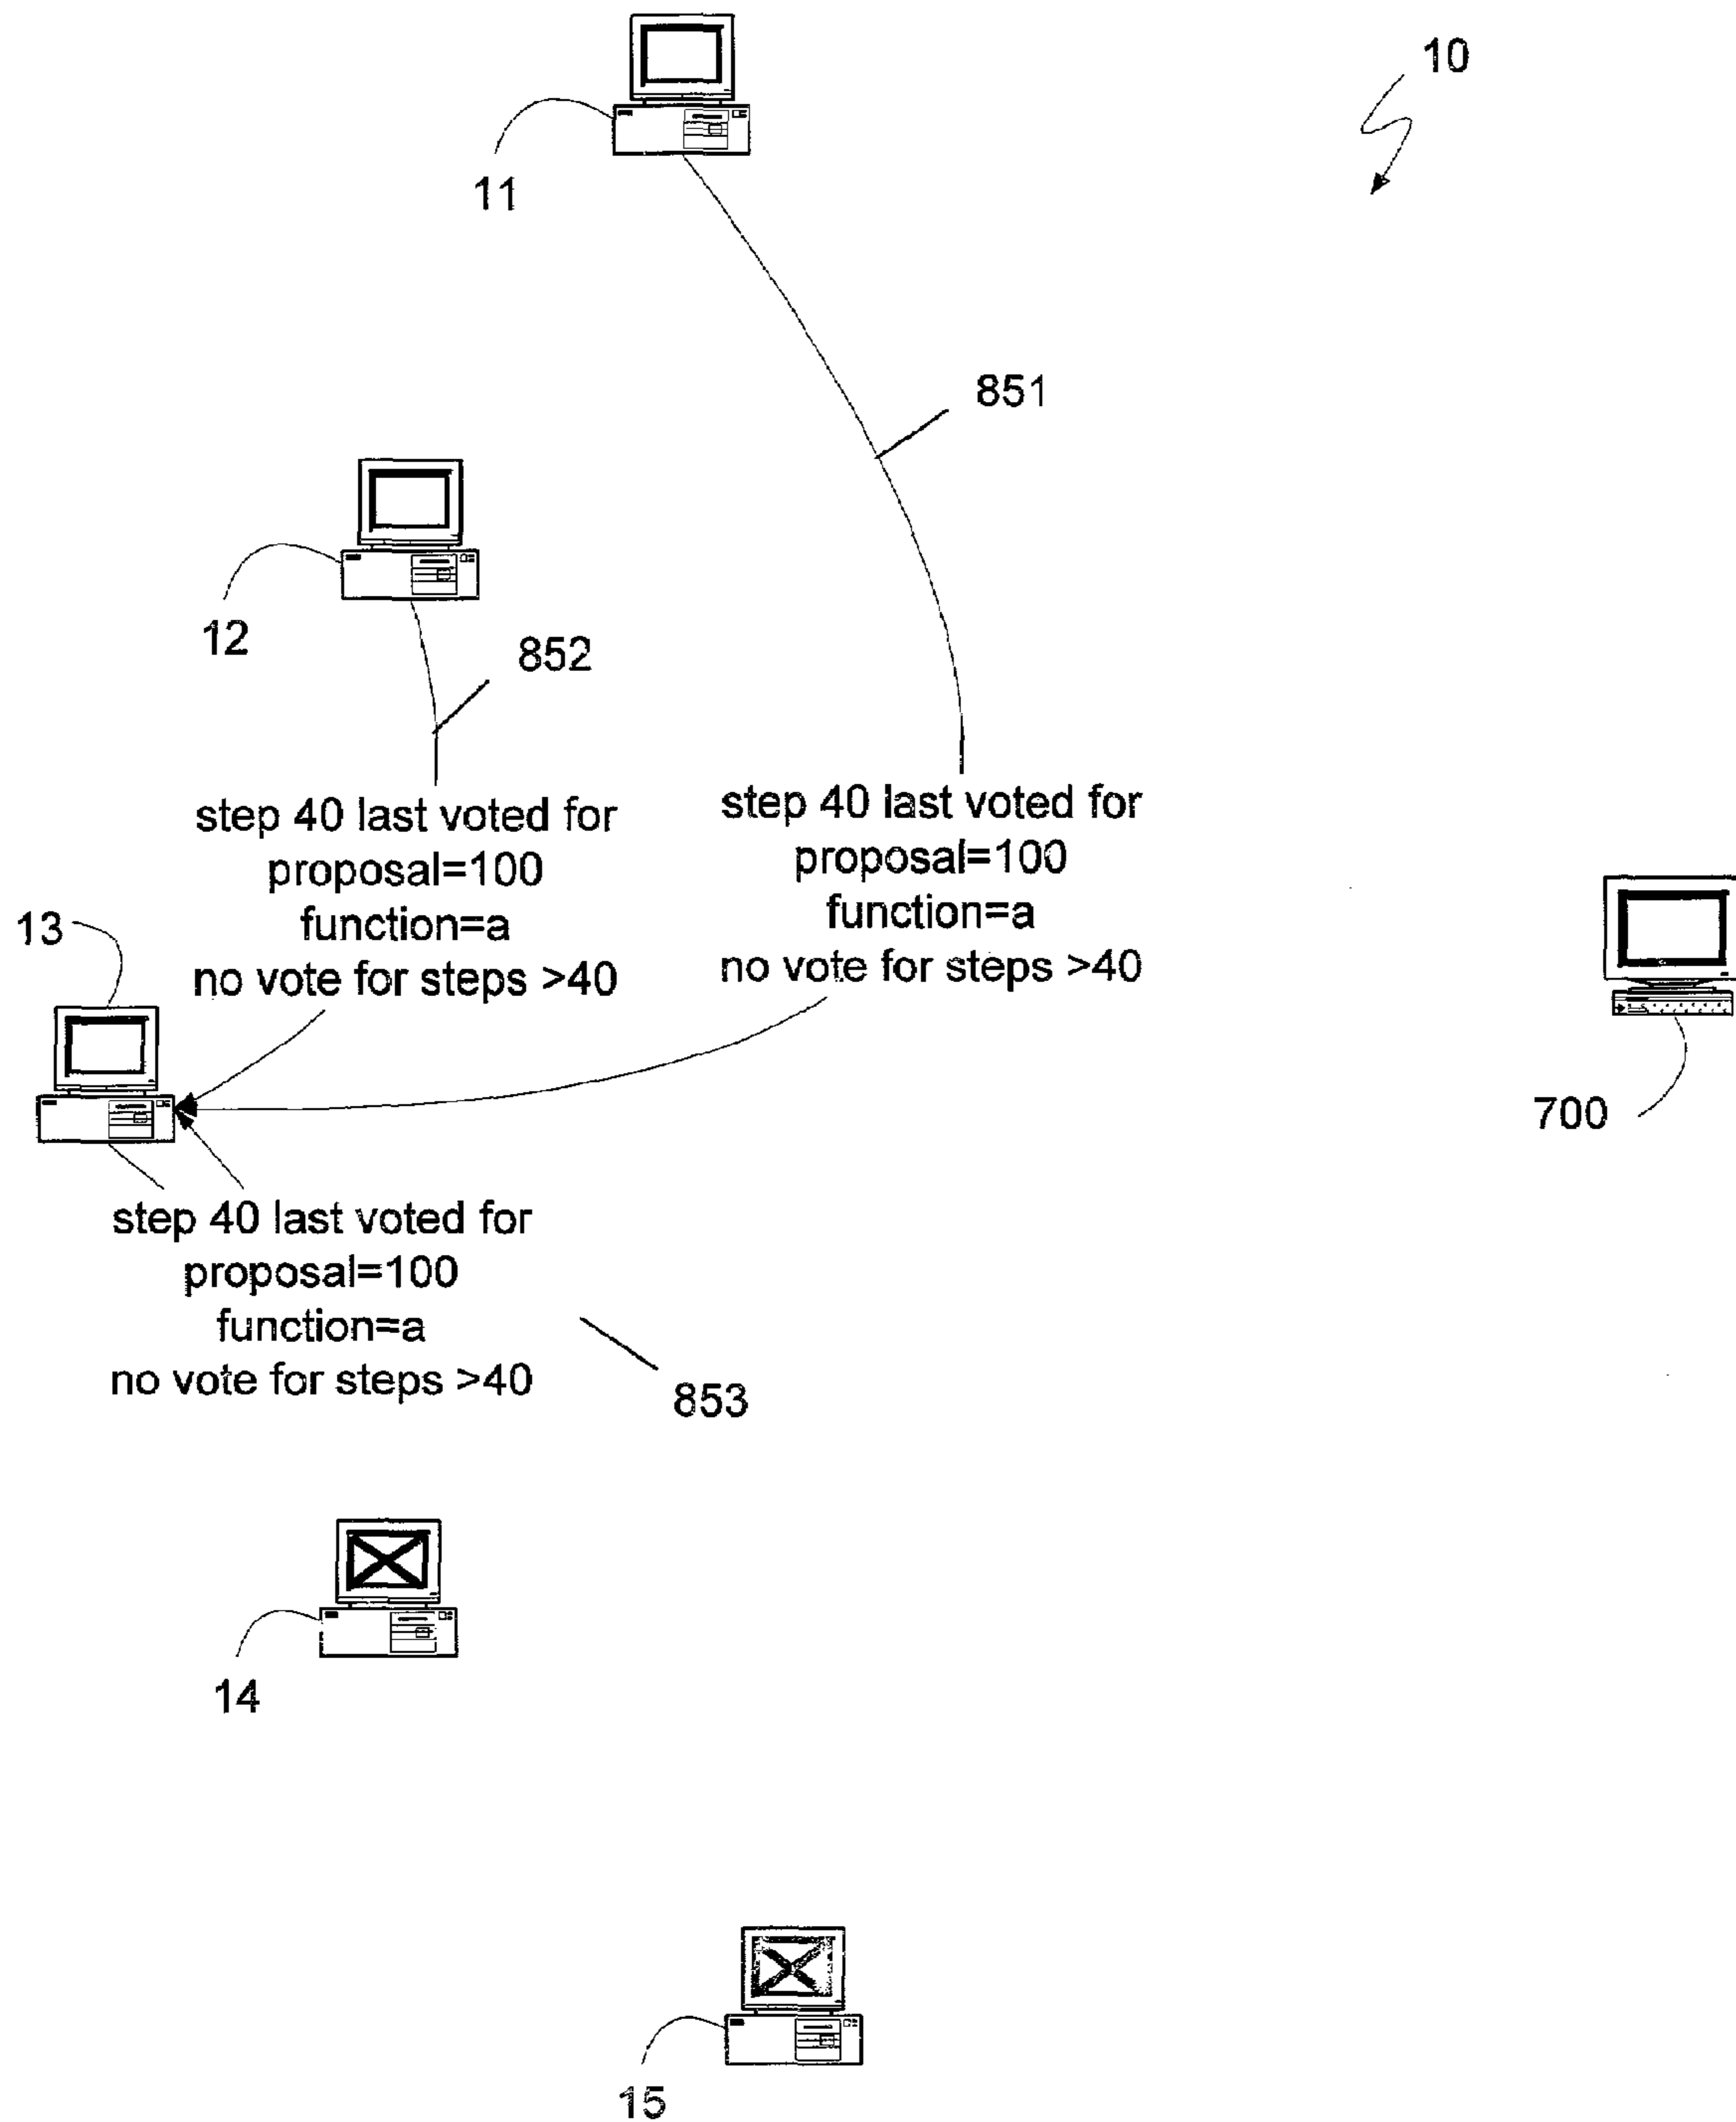 10
11
851
12
852
step 40 last voted for
proposal=100
function=a
no vote for steps >40
step 40 last voted for
proposal=100
function=a
no vote for steps >40
13
700
step 40 last voted for
proposal=100
function=a
no vote for steps >40
853
14
15